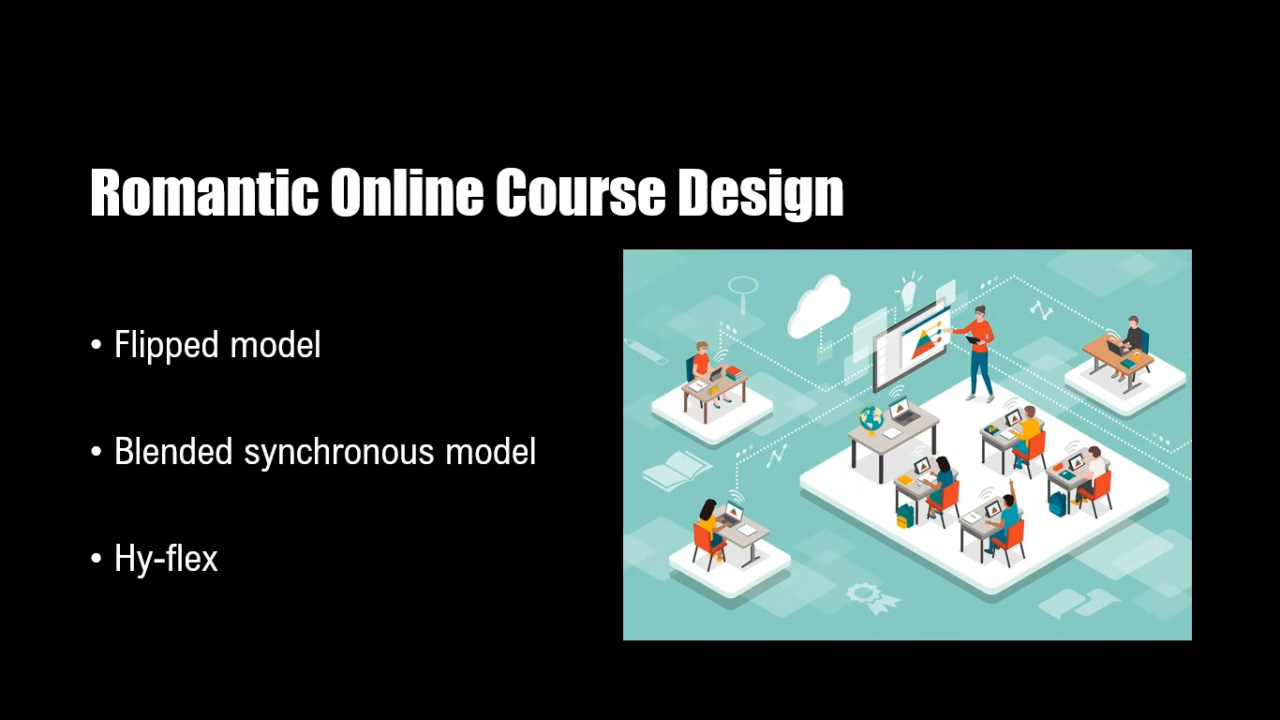 Romantic Online Course Design
• Flipped model
• Blended synchronous model
• Hy-flex